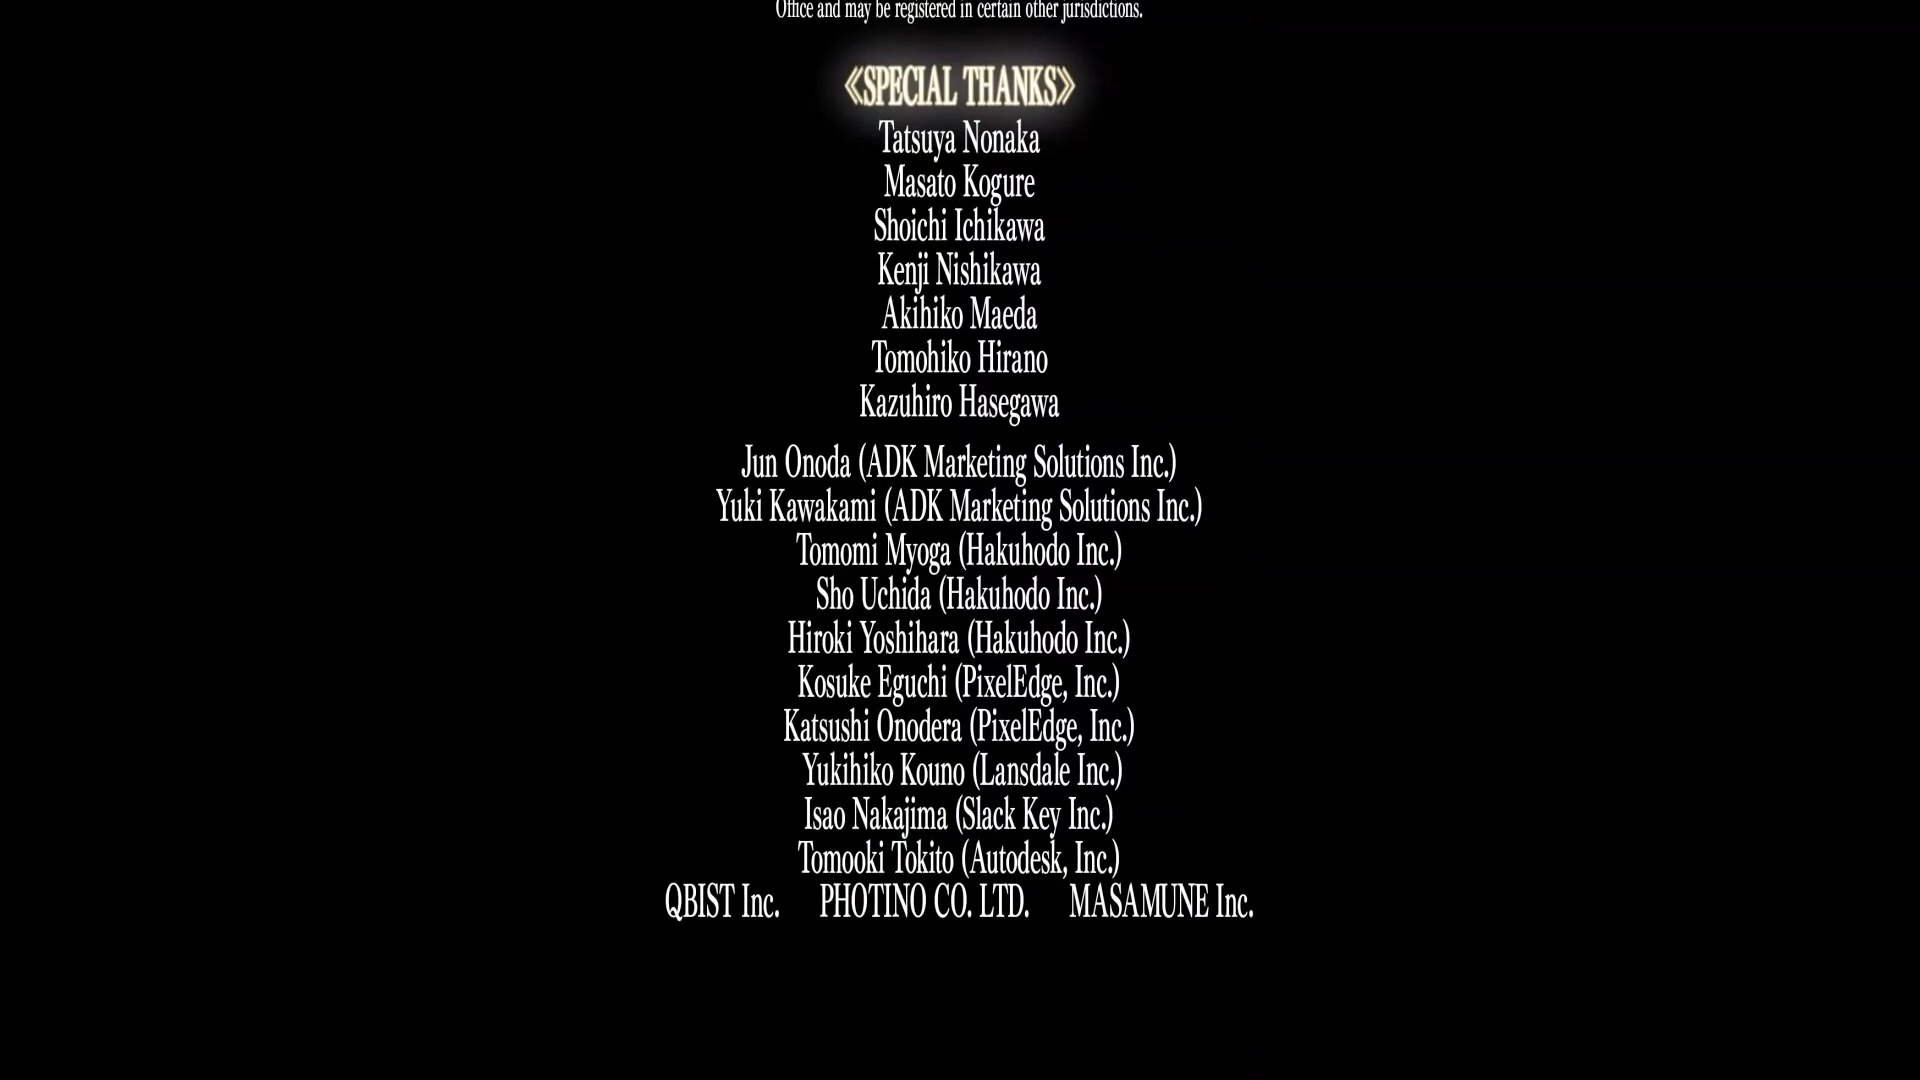 Office and may be registered in certain other jurisdictions.
《SPECIAL THANKS》
Tatsuya Nonaka
Masato Kogure
Shoichi Ichikawa
Kenji Nishikawa
Akihiko Maeda
Tomohiko Hirano
Kazuhiro Hasegawa
Jun Onoda (ADK Marketing Solutions Inc.)
Yuki Kawakami (ADK Marketing Solutions Inc.)
Tomomi Myoga (Hakuhodo Inc.)
Sho Uchida (Hakuhodo Inc.)
Hiroki Yoshihara (Hakuhodo Inc.)
Kosuke Eguchi (PixelEdge, Inc.)
Katsushi Onodera (PixelEdge, Inc.)
Yukihiko Kouno (Lansdale Inc.)
Isao Nakajima (Slack Key Inc.)
Tomooki Tokito (Autodesk, Inc.)
QBIST Inc. PHOTINO CO. LTD. MASAMUNE Inc.